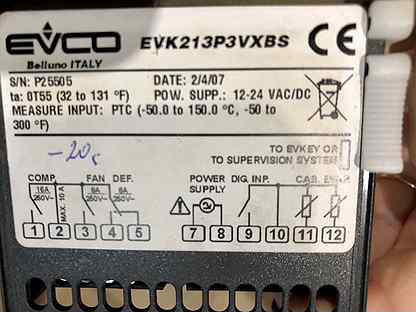 EVCO
Belluno ITALY
EVK213P3VXBS
CE
S/N: P25505 DATE: 2/4/07
ta: 0T55 (32 to 131 °F) POW. SUPP.: 12-24 VAC/DC
MEASURE INPUT: PTC (-50.0 to 150.0 °C, -50 to
300 °F)
-20
TO EVKEY OR
TO SUPERVISION SYSTEM
COMP. FAN DEF. POWER SUPPLY DIG. INP. CAB.
16A 250V~ MAX. 10 A 8A 250V~ 8A 250V~
1 2 3 4 5 7 8 9 10 11 12